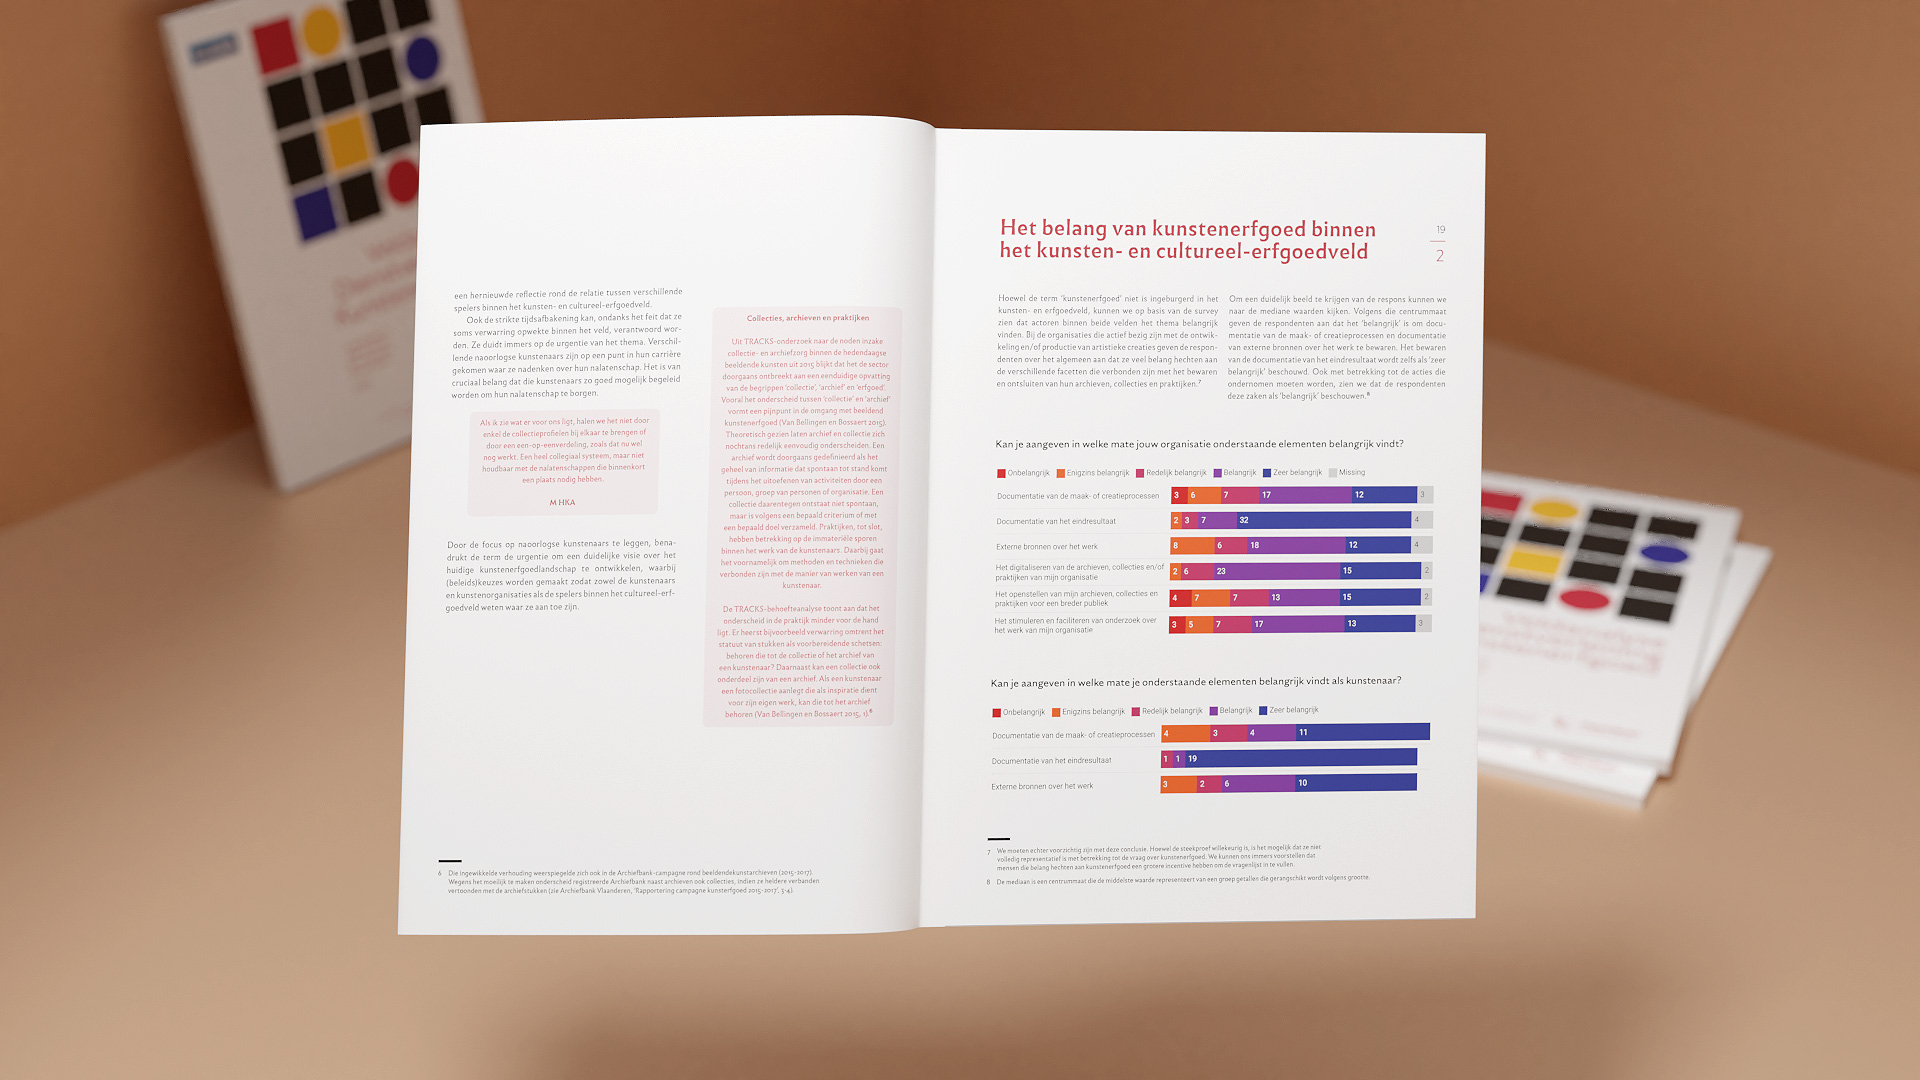 een hernieuwde reflectie rond de relatie tussen verschillende
spelers binnen het kunsten- en cultureel-erfgoedveld.
Ook de strikte tijdsafbakening kan, ondanks het feit dat ze
soms verwarring opwekte binnen het veld, verantwoord wor-
den. Ze duidt immers op de urgentie van het thema. Verschil-
lende naoorlogse kunstenaars zijn op een punt in hun carrière
gekomen waar ze nadenken over hun nalatenschap. Het is van
cruciaal belang dat die kunstenaars zo goed mogelijk begeleid
worden om hun nalatenschap te borgen.
Als ik zie wat er voor ons ligt, halen we het niet door
enkel de collectieprofielen bij elkaar te brengen of
door een een-op-eenverdeling, zoals dat nu wel
nog werkt. Een heel collegiaal systeem, maar niet
houdbaar met de nalatenschappen die binnenkort
een plaats nodig hebben.
M HKA
Door de focus op naoorlogse kunstenaars te leggen, bena-
drukt de term de urgentie om een duidelijke visie over het
huidige kunstenerfgoedlandschap te ontwikkelen, waarbij
(beleids)keuzes worden gemaakt zodat zowel de kunstenaars
en kunstenorganisaties als de spelers binnen het cultureel-erf-
goedveld weten waar ze aan toe zijn.
Collecties, archieven en praktijken
Uit TRACKS-onderzoek naar de noden inzake
collectie- en archiefzorg binnen de hedendaagse
beeldende kunsten uit 2015 blijkt dat het de sector
doorgaans ontbreekt aan een eenduidige opvatting
van de begrippen ‘collectie’, ‘archief’ en ‘erfgoed’.
Vooral het onderscheid tussen ‘collectie’ en ‘archief’
vormt een pijnpunt in de omgang met beeldend
kunstenerfgoed (Van Bellingen en Bossaert 2015).
Theoretisch gezien laten archief en collectie zich
nochtans redelijk eenvoudig onderscheiden. Een
archief wordt doorgaans gedefinieerd als het
geheel van informatie dat spontaan tot stand komt
tijdens het uitoefenen van activiteiten door een
persoon, groep van personen of organisatie. Een
collectie daarentegen ontstaat niet spontaan,
maar is volgens een bepaald criterium of met
een bepaald doel verzameld. Praktijken, tot slot,
hebben betrekking op de immateriële sporen
binnen het werk van de kunstenaars. Daarbij gaat
het voornamelijk om methoden en technieken die
verbonden zijn met de manier van werken van een
kunstenaar.
De TRACKS-behoefteanalyse toont aan dat het
onderscheid in de praktijk minder voor de hand
ligt. Er heerst bijvoorbeeld verwarring omtrent het
statuut van stukken als voorbereidende schetsen:
behoren die tot de collectie of het archief van
een kunstenaar? Daarnaast kan een collectie ook
onderdeel zijn van een archief. Als een kunstenaar
een fotocollectie aanlegt die als inspiratie dient
voor zijn eigen werk, kan die tot het archief
behoren (Van Bellingen en Bossaert 2015, 1).⁶
6 Die ingewikkelde verhouding weerspiegelde zich ook in de Archiefbank-campagne rond beeldendekunstarchieven (2015-2017).
Wegens het moeilijk te maken onderscheid registreerde Archiefbank naast archieven ook collecties, indien ze heldere verbanden
vertoonden met de archiefstukken (zie Archiefbank Vlaanderen, ‘Rapportering campagne kunsterfgoed 2015-2017’, 3-4).
Het belang van kunstenerfgoed binnen
het kunsten- en cultureel-erfgoedveld
19
2
Hoewel de term ‘kunstenerfgoed’ niet is ingeburgerd in het
kunsten- en erfgoedveld, kunnen we op basis van de survey
zien dat actoren binnen beide velden het thema belangrijk
vinden. Bij de organisaties die actief bezig zijn met de ontwik-
keling en/of productie van artistieke creaties geven de respon-
denten over het algemeen aan dat ze veel belang hechten aan
de verschillende facetten die verbonden zijn met het bewaren
en ontsluiten van hun archieven, collecties en praktijken.⁷
Om een duidelijk beeld te krijgen van de respons kunnen we
naar de mediane waarden kijken. Volgens die centrummaat
geven de respondenten aan dat het ‘belangrijk’ is om docu-
mentatie van de maak- of creatieprocessen en documentatie
van externe bronnen over het werk te bewaren. Het bewaren
van de documentatie van het eindresultaat wordt zelfs als ‘zeer
belangrijk’ beschouwd. Ook met betrekking tot de acties die
ondernomen moeten worden, zien we dat de respondenten
deze zaken als ‘belangrijk’ beschouwen.⁸
Kan je aangeven in welke mate jouw organisatie onderstaande elementen belangrijk vindt?
Onbelangrijk Enigzins belangrijk Redelijk belangrijk Belangrijk Zeer belangrijk Missing
Documentatie van de maak- of creatieprocessen 3 6 7 17 12 3
Documentatie van het eindresultaat 2 3 7 32 4
Externe bronnen over het werk 8 6 18 12 4
Het digitaliseren van de archieven, collecties en/of
praktijken van mijn organisatie 2 6 23 15 2
Het openstellen van mijn archieven, collecties en
praktijken voor een breder publiek 4 7 7 13 15 2
Het stimuleren en faciliteren van onderzoek over
het werk van mijn organisatie 3 5 7 17 13 3
Kan je aangeven in welke mate je onderstaande elementen belangrijk vindt als kunstenaar?
Onbelangrijk Enigzins belangrijk Redelijk belangrijk Belangrijk Zeer belangrijk
Documentatie van de maak- of creatieprocessen 4 3 4 11
Documentatie van het eindresultaat 1 1 19
Externe bronnen over het werk 3 2 6 10
7 We moeten echter voorzichtig zijn met deze conclusie. Hoewel de steekproef willekeurig is, is het mogelijk dat ze niet
volledig representatief is met betrekking tot de vraag over kunstenerfgoed. We kunnen ons immers voorstellen dat
mensen die belang hechten aan kunstenerfgoed een grotere incentive hebben om de vragenlijst in te vullen.
8 De mediaan is een centrummaat die de middelste waarde representeert van een groep getallen die gerangschikt wordt volgens grootte.